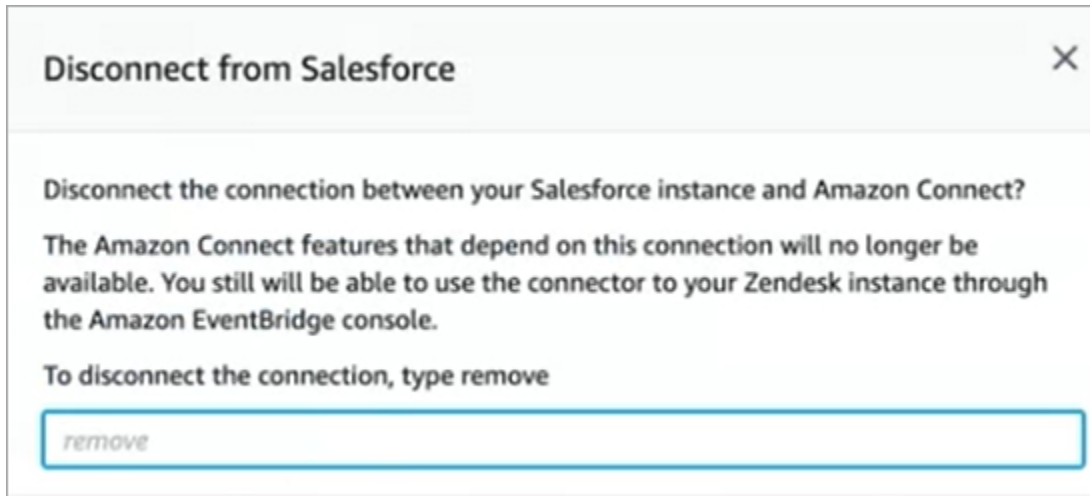 Disconnect from Salesforce
Disconnect the connection between your Salesforce instance and Amazon Connect?
The Amazon Connect features that depend on this connection will no longer be
available. You still will be able to use the connector to your Zendesk instance through
the Amazon EventBridge console.
To disconnect the connection, type remove
remove